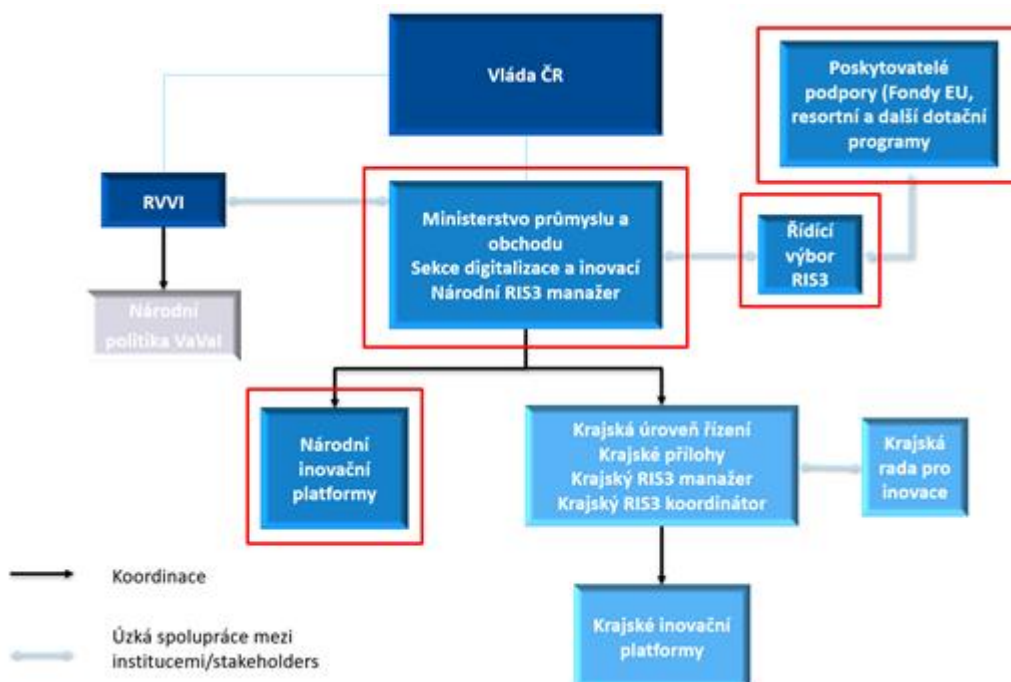 Vláda ČR
Poskytovatelé
podpory (Fondy EU,
resortní a další dotační
programy
RVVI
Ministerstvo průmyslu a
obchodu
Sekce digitalizace a inovací
Národní RIS3 manažer
Řídící
výbor
RIS3
Národní
politika VaVaI
Národní
inovační
platformy
Krajská úroveň řízení
Krajské přílohy
Krajský RIS3 manažer
Krajský RIS3 koordinátor
Krajská
rada pro
inovace
Koordinace
Úzká spolupráce mezi
institucemi/stakeholders
Krajské inovační
platformy